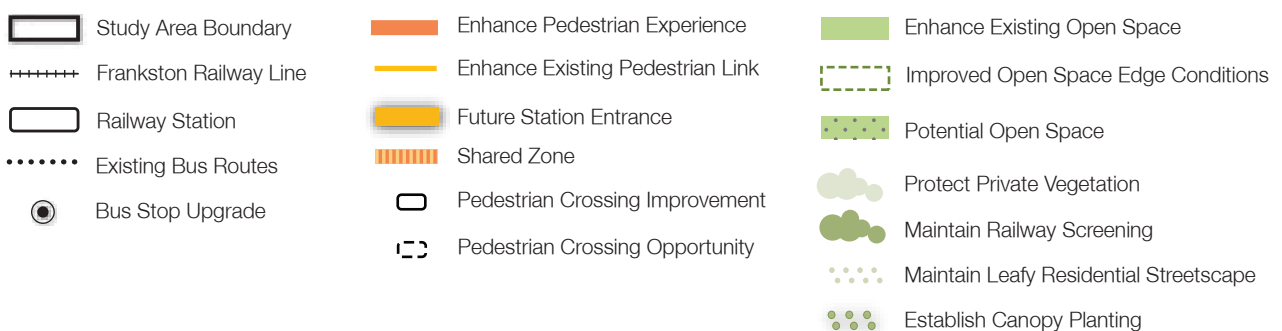 Study Area Boundary
Frankston Railway Line
Railway Station
Existing Bus Routes
Bus Stop Upgrade
Enhance Pedestrian Experience
Enhance Existing Pedestrian Link
Future Station Entrance
Shared Zone
Pedestrian Crossing Improvement
Pedestrian Crossing Opportunity
Enhance Existing Open Space
Improved Open Space Edge Conditions
Potential Open Space
Protect Private Vegetation
Maintain Railway Screening
Maintain Leafy Residential Streetscape
Establish Canopy Planting